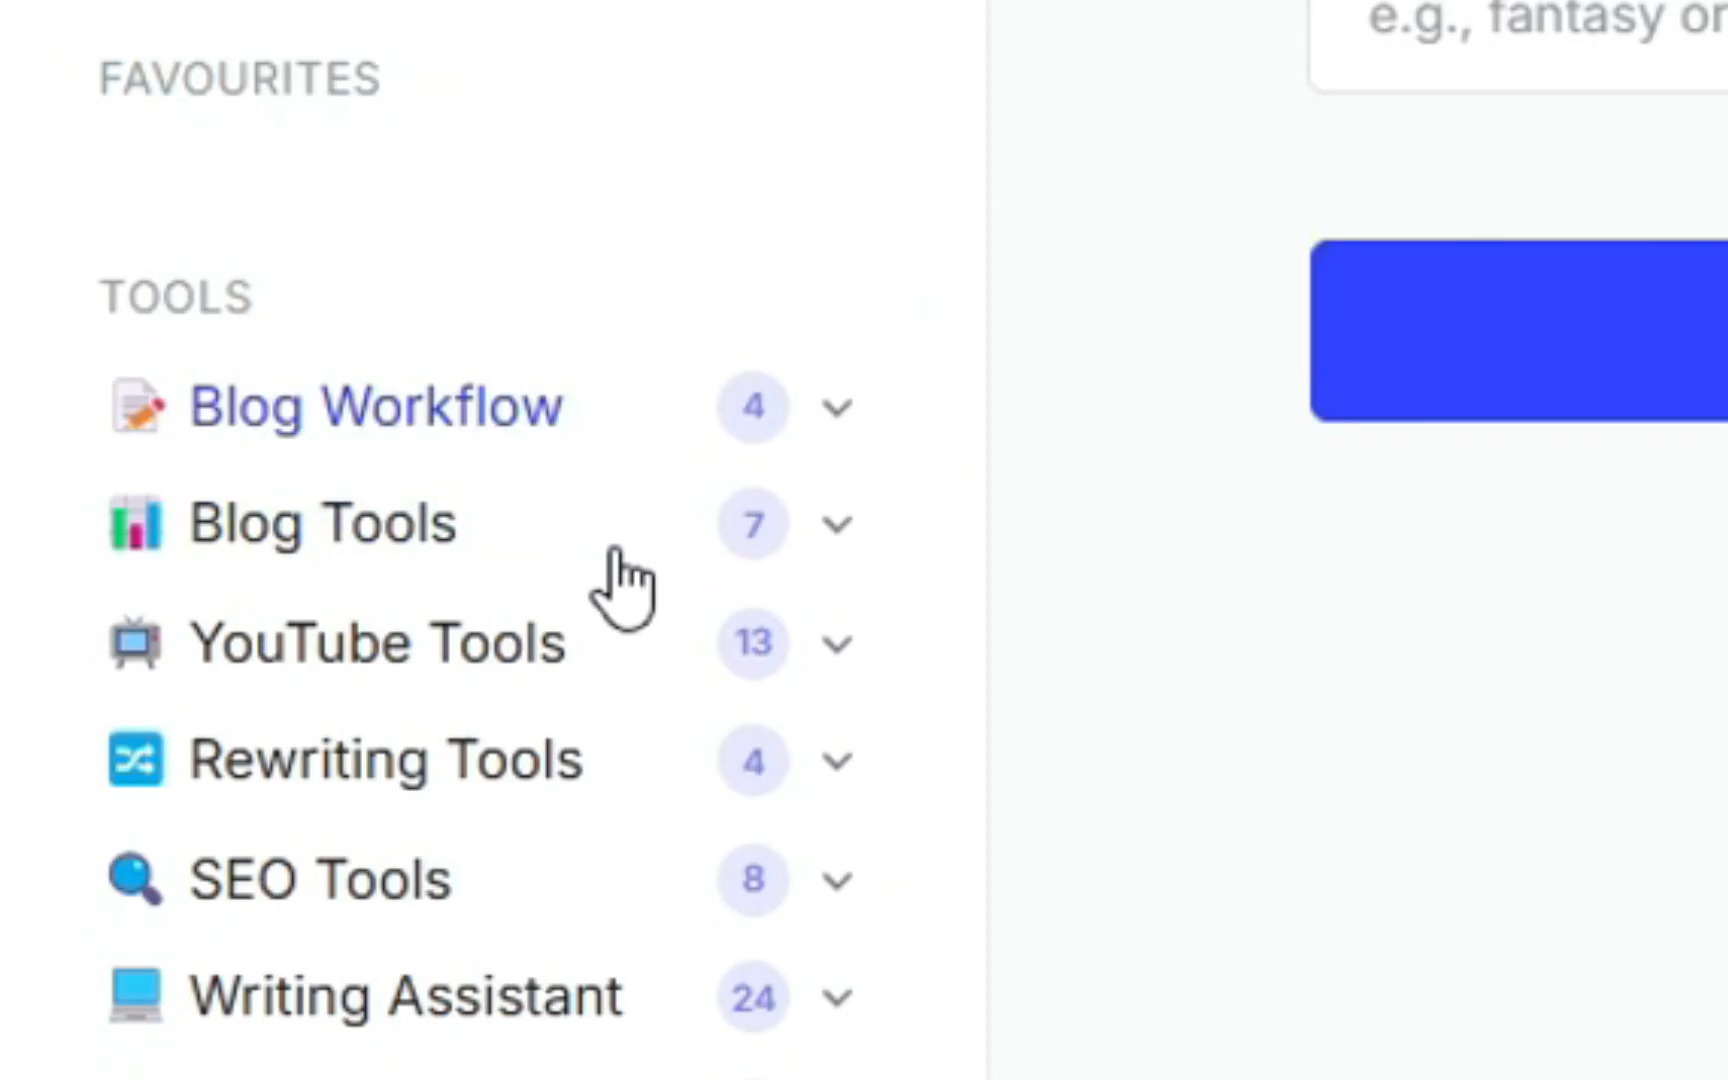 e.g., fantasy or
FAVOURITES
TOOLS
Blog Workflow 4
Blog Tools 7
YouTube Tools 13
Rewriting Tools 4
SEO Tools 8
Writing Assistant 24